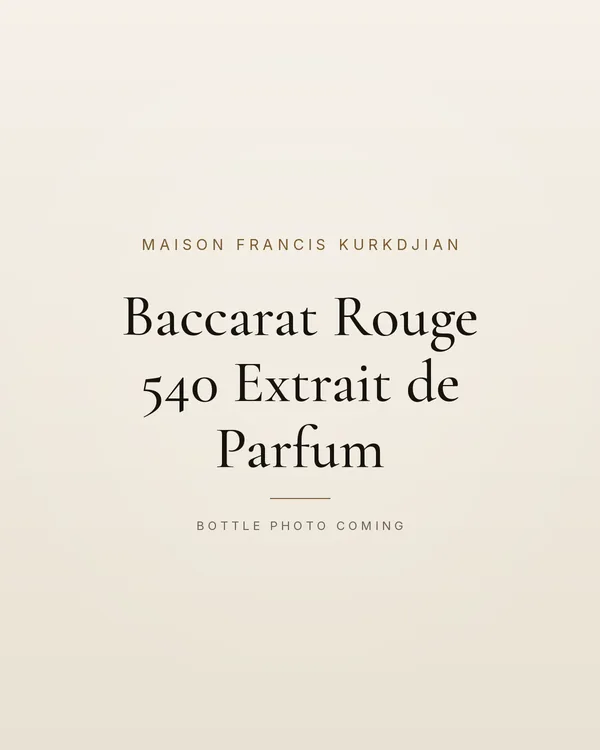 MAISON FRANCIS KURKDJIAN
Baccarat Rouge
540 Extrait de
Parfum
BOTTLE PHOTO COMING